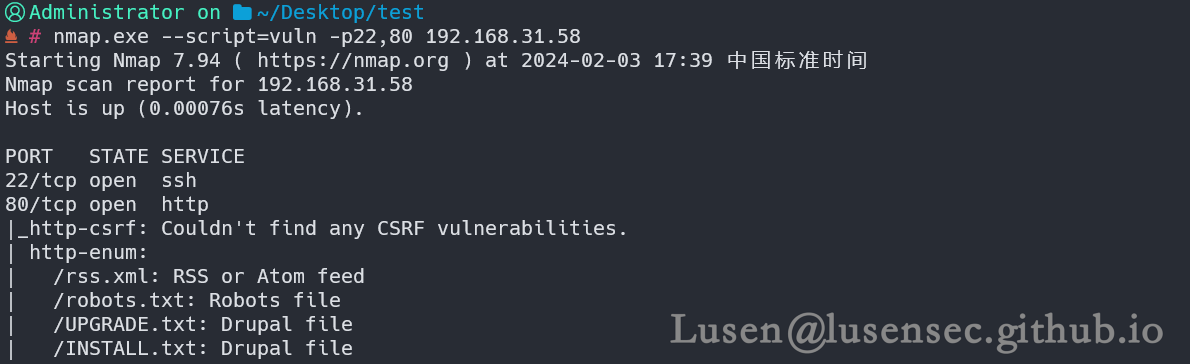 Administrator on ~/Desktop/test
# nmap.exe --script=vuln -p22,80 192.168.31.58
Starting Nmap 7.94 ( https://nmap.org ) at 2024-02-03 17:39 中国标准时间
Nmap scan report for 192.168.31.58
Host is up (0.00076s latency).
PORT   STATE SERVICE
22/tcp open  ssh
80/tcp open  http
|_http-csrf: Couldn't find any CSRF vulnerabilities.
| http-enum:
|   /rss.xml: RSS or Atom feed
|   /robots.txt: Robots file
|   /UPGRADE.txt: Drupal file
|   /INSTALL.txt: Drupal file
Lusen@lusensec.github.io